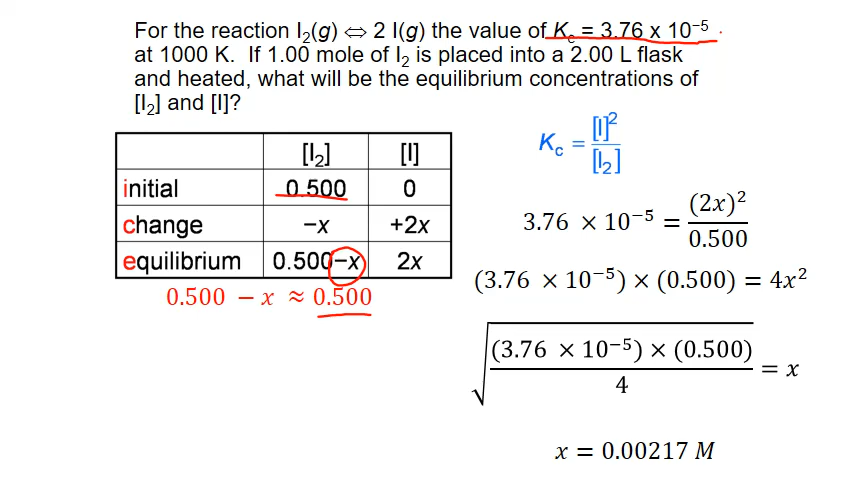 For the reaction I₂(g) ⇔ 2 I(g) the value of Kc = 3.76 x 10⁻⁵
at 1000 K. If 1.00 mole of I₂ is placed into a 2.00 L flask
and heated, what will be the equilibrium concentrations of
[I₂] and [I]?
[I₂] [I]
initial 0.500 0
change −x +2x
equilibrium 0.500−x 2x
0.500 − x ≈ 0.500
Kc = [I]² / [I₂]
3.76 × 10⁻⁵ = (2x)² / 0.500
(3.76 × 10⁻⁵) × (0.500) = 4x²
√((3.76 × 10⁻⁵) × (0.500) / 4) = x
x = 0.00217 M